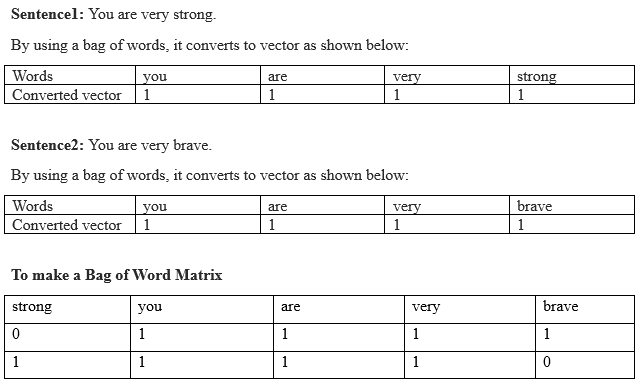 Sentence1: You are very strong.
By using a bag of words, it converts to vector as shown below:
Words you are very strong
Converted vector 1 1 1 1
Sentence2: You are very brave.
By using a bag of words, it converts to vector as shown below:
Words you are very brave
Converted vector 1 1 1 1
To make a Bag of Word Matrix
strong you are very brave
0 1 1 1 1
1 1 1 1 0